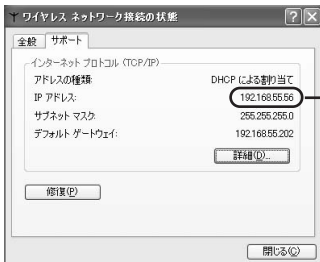 ワイヤレス ネットワーク接続の状態
全般 サポート
インターネット プロトコル (TCP/IP)
アドレスの種類: DHCP による割り当て
IP アドレス: 192.168.55.56
サブネット マスク: 255.255.255.0
デフォルト ゲートウェイ: 192.168.55.202
詳細(D)...
修復(P)
閉じる(C)